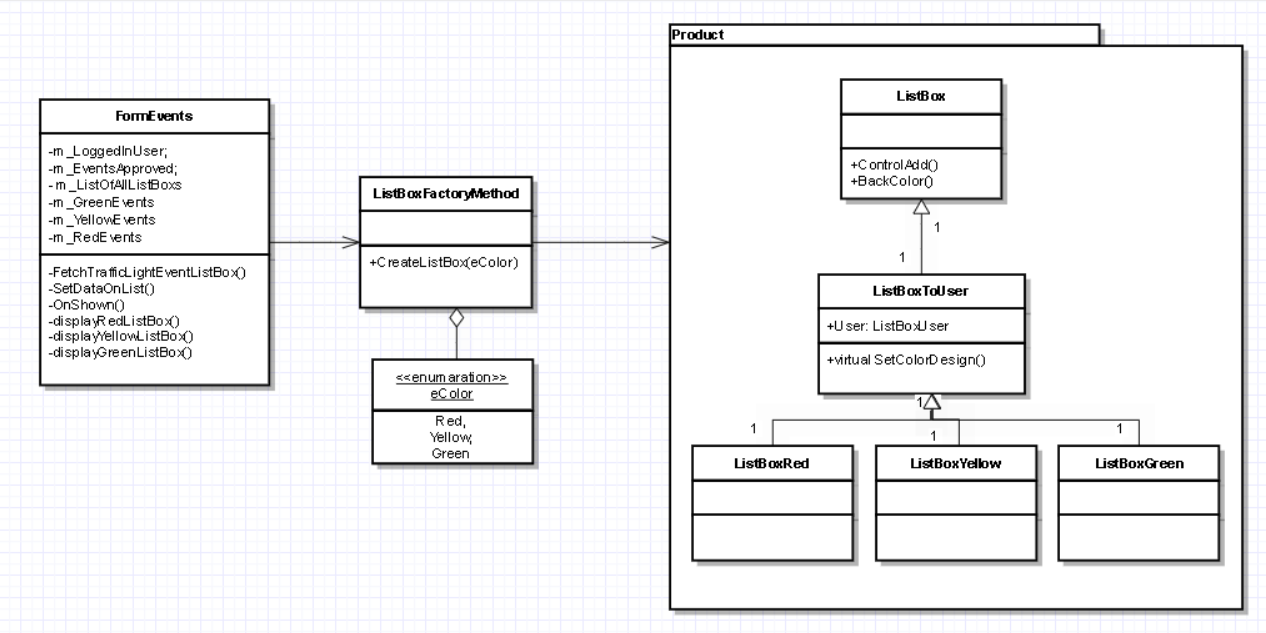 Product
FormEvents
-m_LoggedInUser;
-m_EventsApproved;
-m_ListOfAllListBoxs
-m_GreenEvents
-m_YellowEvents
-m_RedEvents
-FetchTrafficLightEventListBox()
-SetDataOnList()
-OnShown()
-displayRedListBox()
-displayYellowListBox()
-displayGreenListBox()
ListBoxFactoryMethod
+CreateListBox(eColor)
<<enumaration>>
eColor
Red,
Yellow,
Green
ListBox
+ControlAdd()
+BackColor()
1
1
ListBoxToUser
+User: ListBoxUser
+virtual SetColorDesign()
1
1
1
1
ListBoxRed
ListBoxYellow
ListBoxGreen